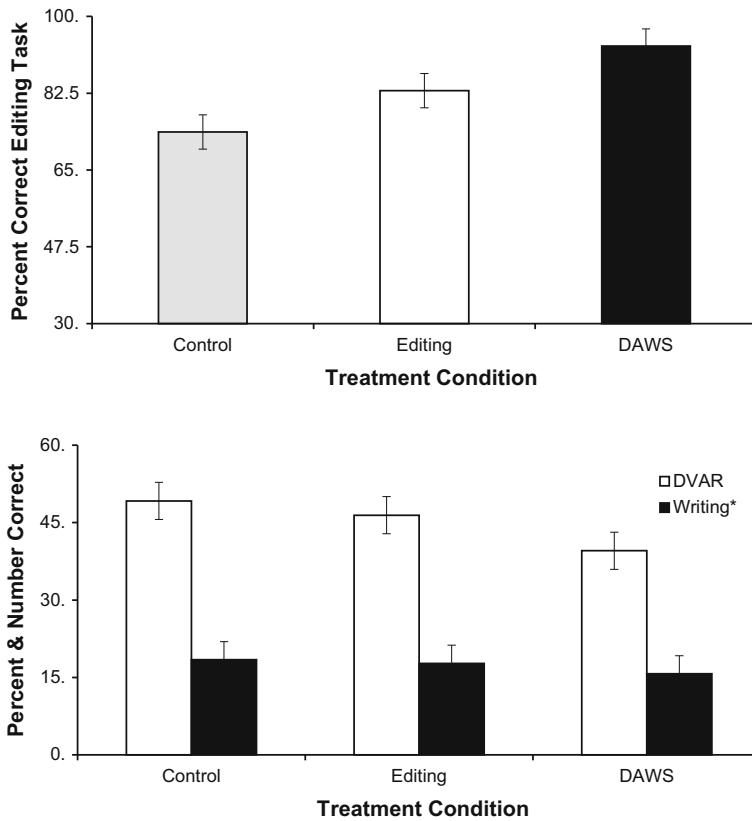 100.
82.5
65.
47.5
30.
Percent Correct Editing Task
Control Editing DAWS
Treatment Condition
60.
45.
30.
15.
0.
Percent & Number Correct
DVAR
Writing*
Control Editing DAWS
Treatment Condition